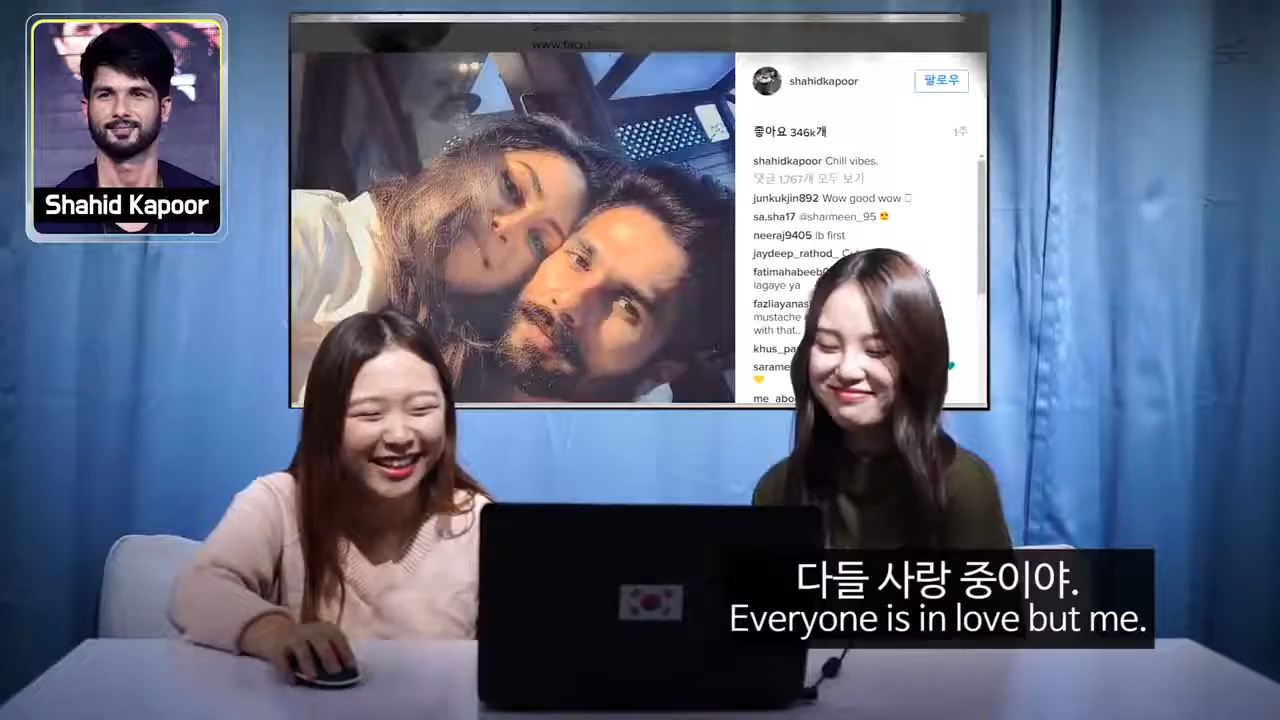 Shahid Kapoor
shahidkapoor
팔로우
좋아요 346k개
1주
shahidkapoor Chill vibes.
댓글 1,767개 모두 보기
junkukjin892 Wow good wow
sa.sha17 @sharmeen_95
neeraj9405 lb first
jaydeep_rathod_
lagaye ya
mustache
with that..
다들 사랑 중이야.
Everyone is in love but me.